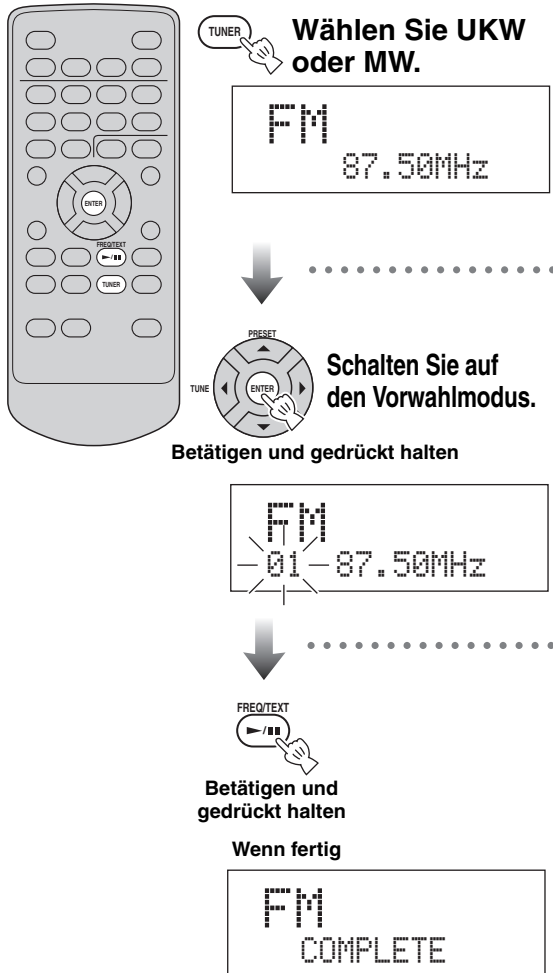 TUNER
Wählen Sie UKW
oder MW.
FM
87.50MHz
ENTER
FREQ/TEXT
►/▮▮
TUNER
PRESET
TUNE
ENTER
Schalten Sie auf
den Vorwahlmodus.
Betätigen und gedrückt halten
FM
01 87.50MHz
FREQ/TEXT
►/▮▮
Betätigen und
gedrückt halten
Wenn fertig
FM
COMPLETE